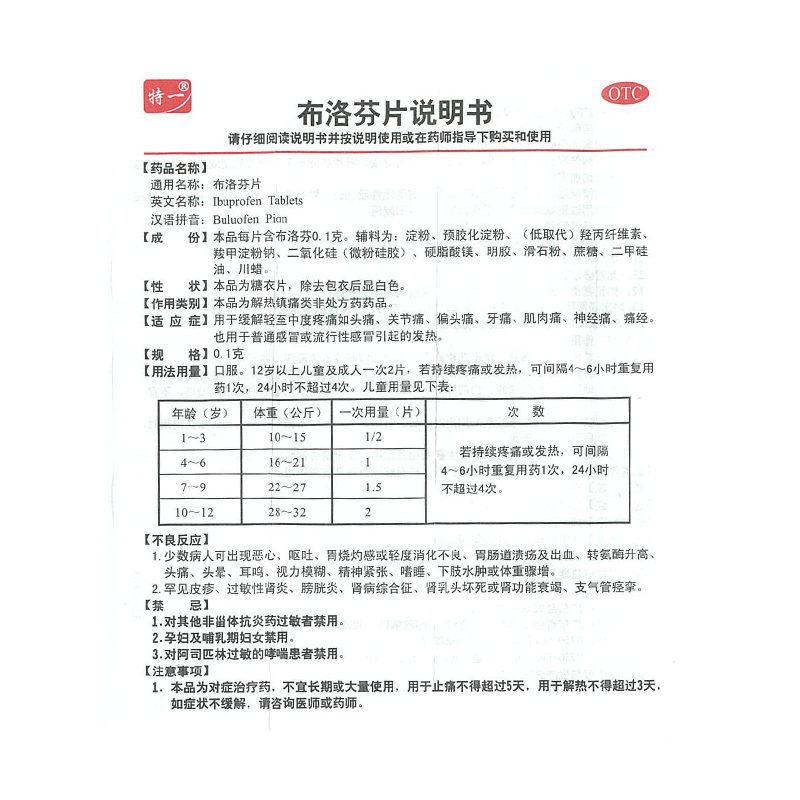 特一®
OTC
布洛芬片说明书
请仔细阅读说明书并按说明使用或在药师指导下购买和使用
【药品名称】
通用名称：布洛芬片
英文名称：Ibuprofen Tablets
汉语拼音：Buluofen Pian
【成　份】本品每片含布洛芬0.1克。辅料为：淀粉、预胶化淀粉、（低取代）羟丙纤维素、
羧甲淀粉钠、二氧化硅（微粉硅胶）、硬脂酸镁、明胶、滑石粉、蔗糖、二甲硅
油、川蜡。
【性　状】本品为糖衣片，除去包衣后显白色。
【作用类别】本品为解热镇痛类非处方药药品。
【适 应 症】用于缓解轻至中度疼痛如头痛、关节痛、偏头痛、牙痛、肌肉痛、神经痛、痛经。
也用于普通感冒或流行性感冒引起的发热。
【规　格】0.1克
【用法用量】口服。12岁以上儿童及成人一次2片，若持续疼痛或发热，可间隔4～6小时重复用
药1次，24小时不超过4次。儿童用量见下表：
年龄（岁） 体重（公斤） 一次用量（片） 次 数
1～3 10～15 1/2
4～6 16～21 1
7～9 22～27 1.5
10～12 28～32 2
若持续疼痛或发热，可间隔
4～6小时重复用药1次，24小时
不超过4次。
【不良反应】
1.少数病人可出现恶心、呕吐、胃烧灼感或轻度消化不良、胃肠道溃疡及出血、转氨酶升高、
头痛、头晕、耳鸣、视力模糊、精神紧张、嗜睡、下肢水肿或体重骤增。
2.罕见皮疹、过敏性肾炎、膀胱炎、肾病综合征、肾乳头坏死或肾功能衰竭、支气管痉挛。
【禁　忌】
1.对其他非甾体抗炎药过敏者禁用。
2.孕妇及哺乳期妇女禁用。
3.对阿司匹林过敏的哮喘患者禁用。
【注意事项】
1. 本品为对症治疗药，不宜长期或大量使用，用于止痛不得超过5天，用于解热不得超过3天，
如症状不缓解，请咨询医师或药师。